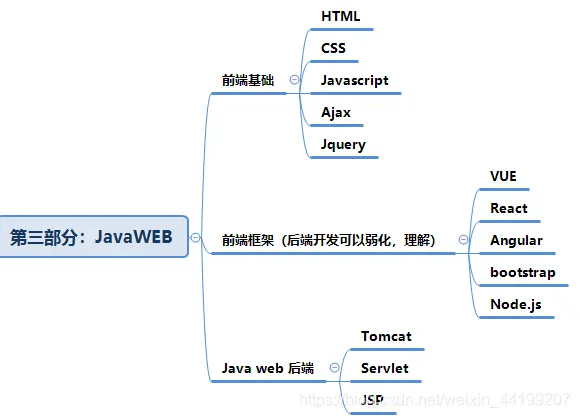 第三部分：JavaWEB
前端基础
HTML
CSS
Javascript
Ajax
Jquery
前端框架（后端开发可以弱化，理解）
VUE
React
Angular
bootstrap
Node.js
Java web 后端
Tomcat
Servlet
JSP
https://blog.csdn.net/weixin_44199207